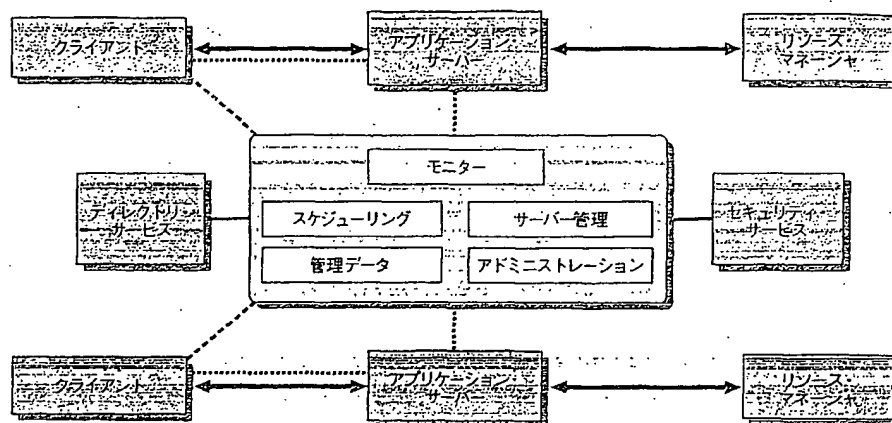 クライアント
アプリケーション・
サーバー
リソース・
マネージャ
モニター
ディレクトリ・
サービス
スケジューリング
サーバー管理
セキュリティ・
サービス
管理データ
アドミニストレーション
クライアント
アプリケーション・
サーバー
リソース・
マネージャ